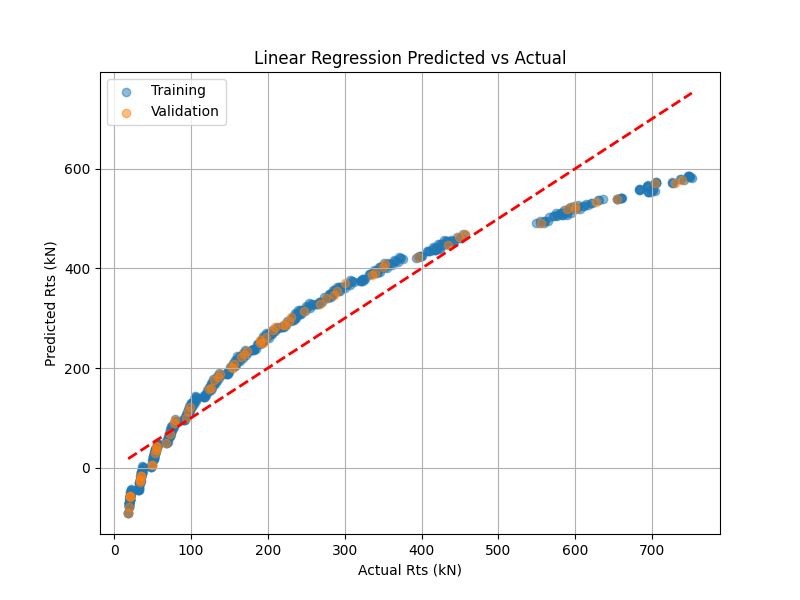 Linear Regression Predicted vs Actual
Training
Validation
Predicted Rts (kN)
600
400
200
0
0 100 200 300 400 500 600 700
Actual Rts (kN)